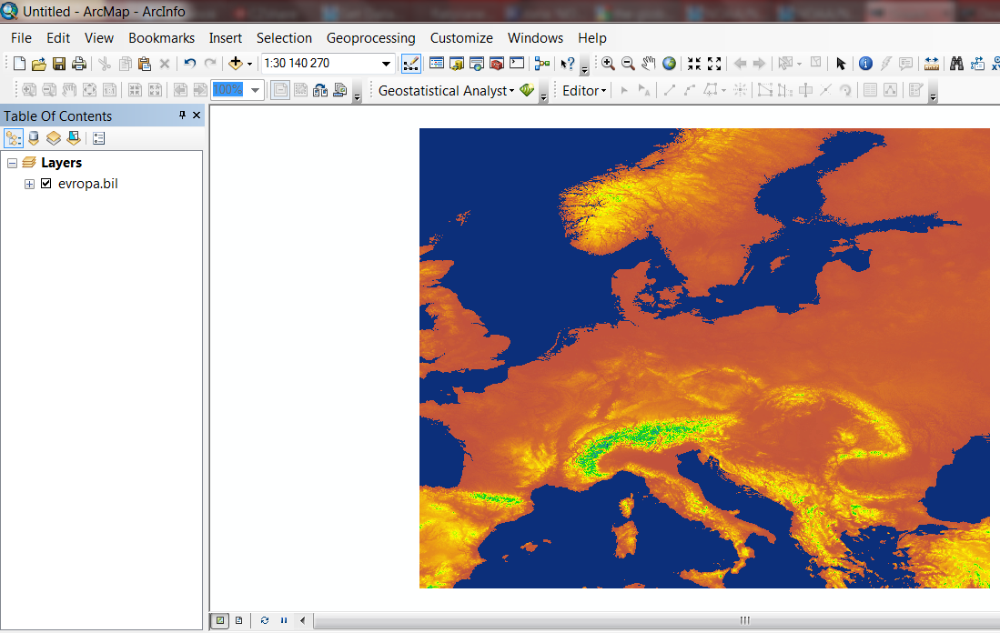 Untitled - ArcMap - ArcInfo
File Edit View Bookmarks Insert Selection Geoprocessing Customize Windows Help
1:30 140 270
100% Geostatistical Analyst Editor
Table Of Contents
Layers
evropa.bil